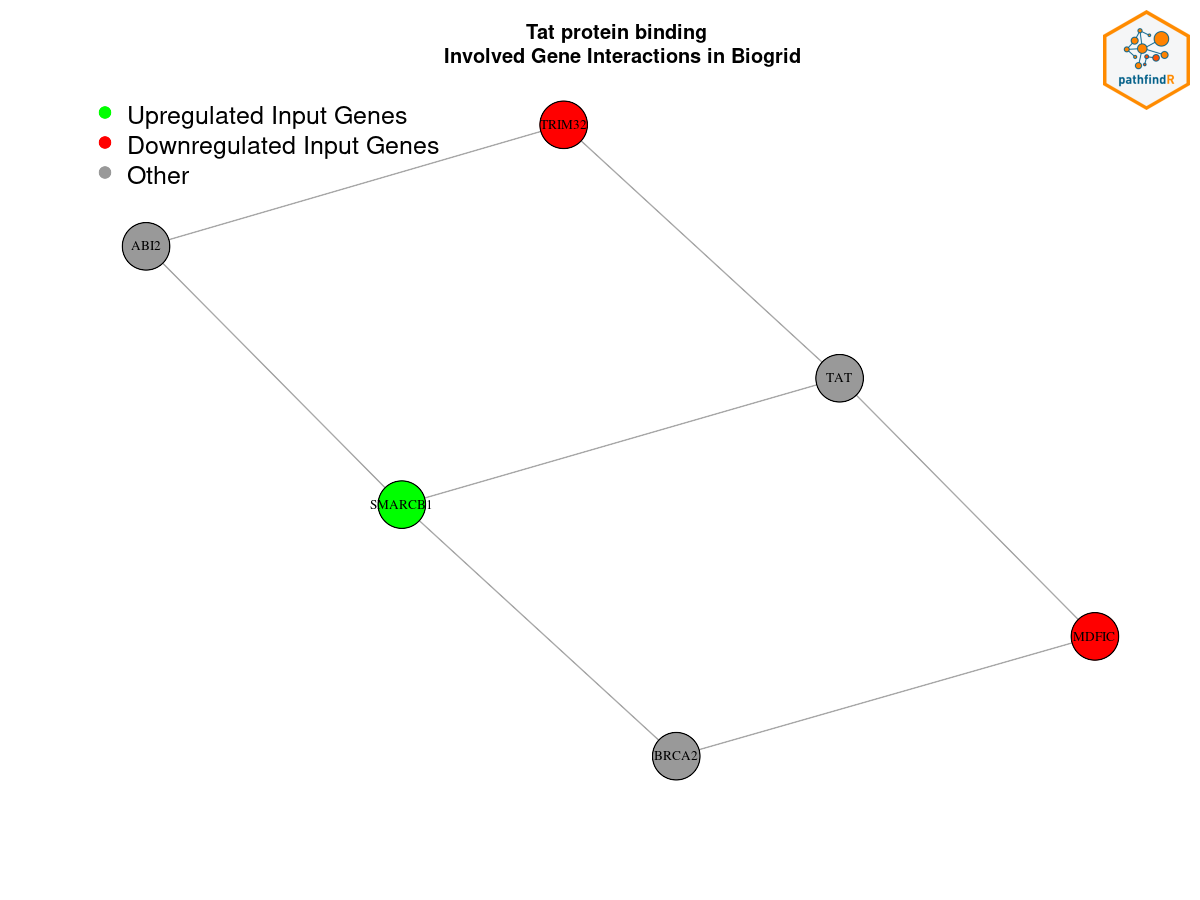 Tat protein binding
Involved Gene Interactions in Biogrid
pathfindR
Upregulated Input Genes
Downregulated Input Genes
Other
TRIM32
ABI2
TAT
SMARCB1
MDFIC
BRCA2